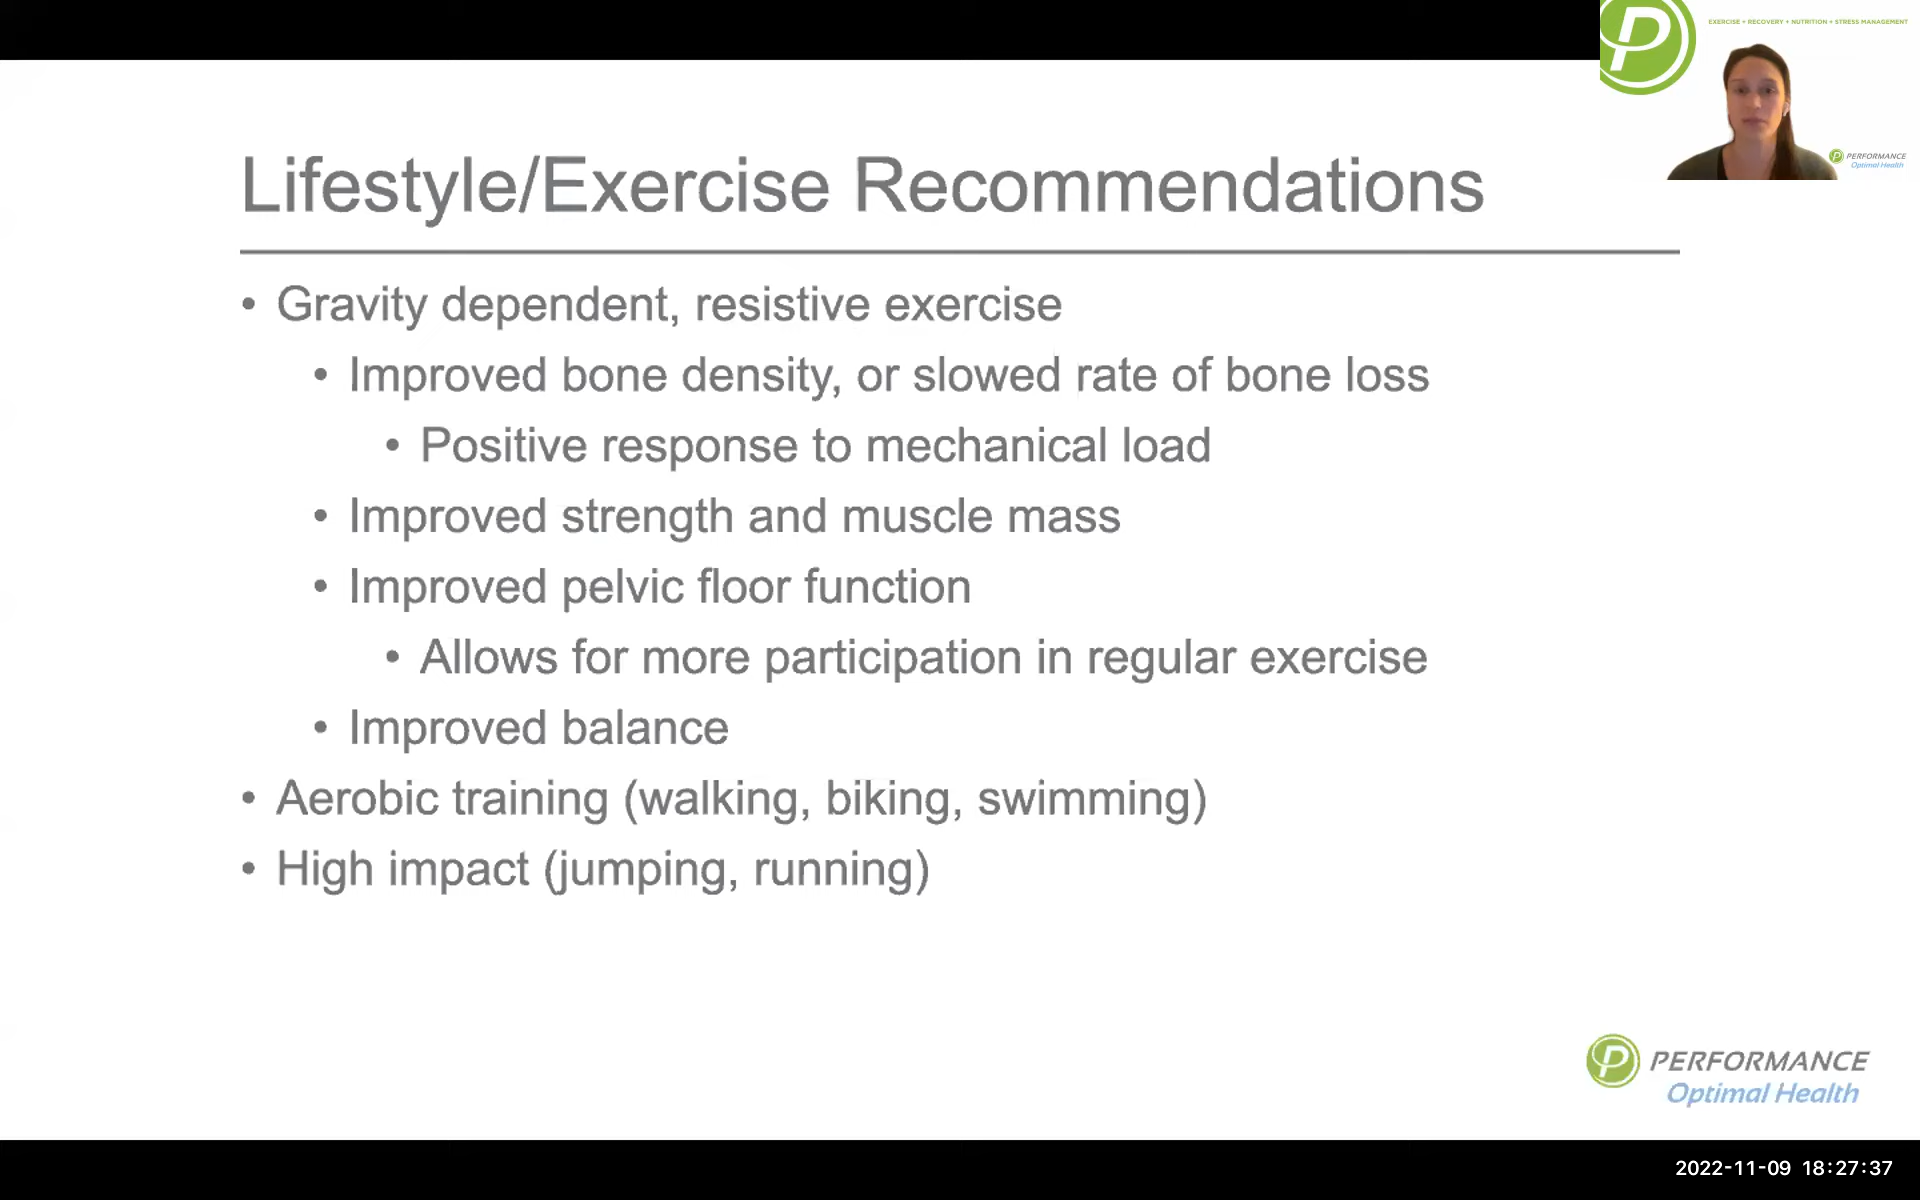 EXERCISE + RECOVERY + NUTRITION + STRESS MANAGEMENT
PERFORMANCE
Optimal Health
Lifestyle/Exercise Recommendations
• Gravity dependent, resistive exercise
• Improved bone density, or slowed rate of bone loss
• Positive response to mechanical load
• Improved strength and muscle mass
• Improved pelvic floor function
• Allows for more participation in regular exercise
• Improved balance
• Aerobic training (walking, biking, swimming)
• High impact (jumping, running)
PERFORMANCE
Optimal Health
2022-11-09 18:27:37